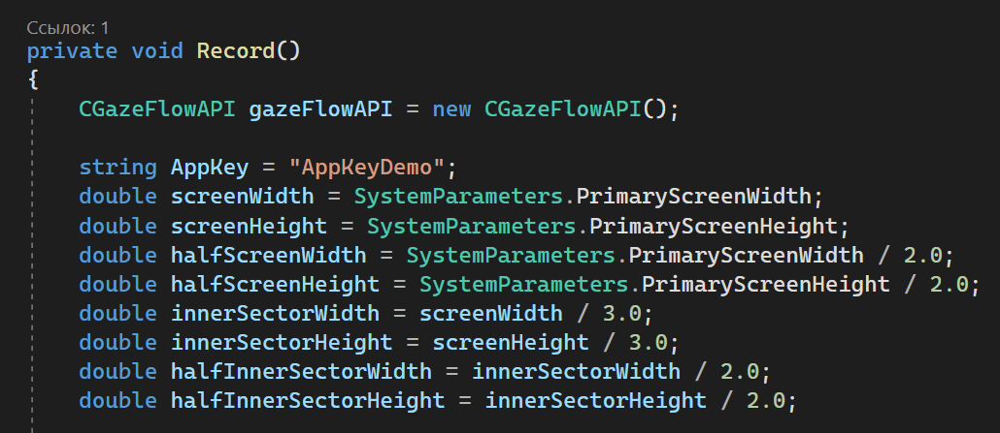 Ссылок: 1
private void Record()
{
CGazeFlowAPI gazeFlowAPI = new CGazeFlowAPI();
string AppKey = "AppKeyDemo";
double screenWidth = SystemParameters.PrimaryScreenWidth;
double screenHeight = SystemParameters.PrimaryScreenHeight;
double halfScreenWidth = SystemParameters.PrimaryScreenWidth / 2.0;
double halfScreenHeight = SystemParameters.PrimaryScreenHeight / 2.0;
double innerSectorWidth = screenWidth / 3.0;
double innerSectorHeight = screenHeight / 3.0;
double halfInnerSectorWidth = innerSectorWidth / 2.0;
double halfInnerSectorHeight = innerSectorHeight / 2.0;